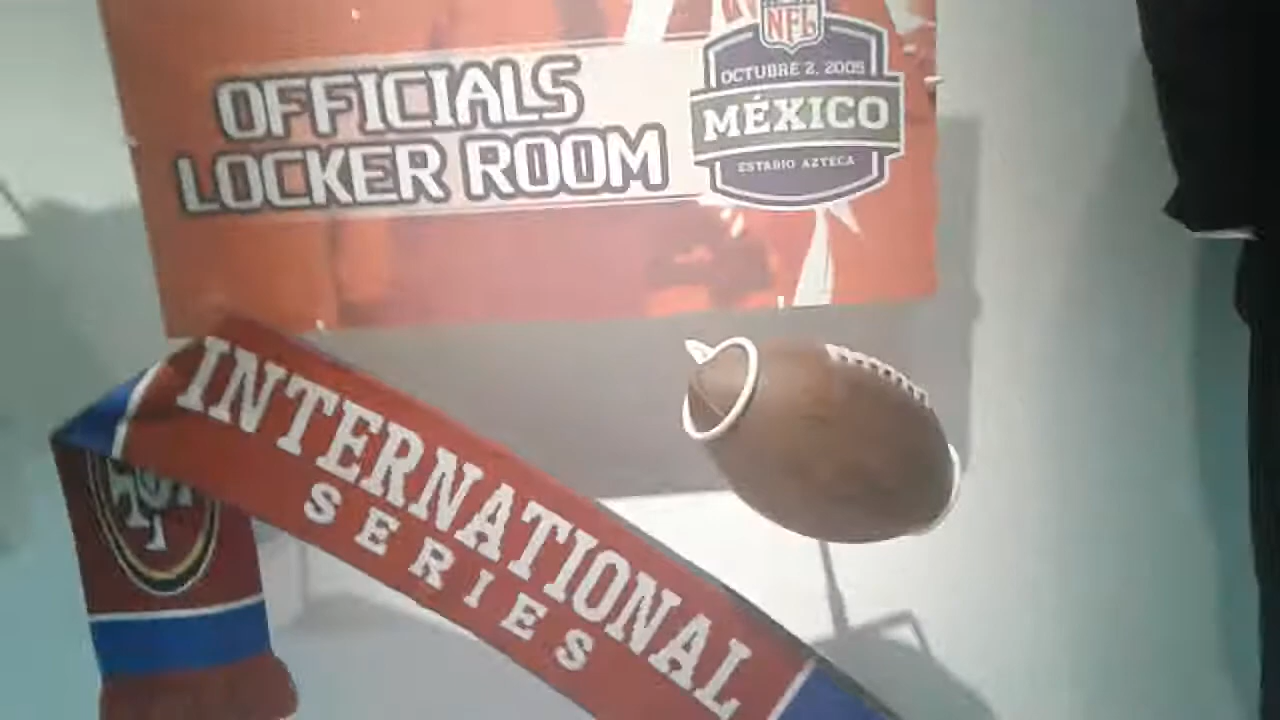 NFL
OCTUBRE 2, 2005
MÉXICO
ESTADIO AZTECA
OFFICIALS
LOCKER ROOM
INTERNATIONAL
SERIES